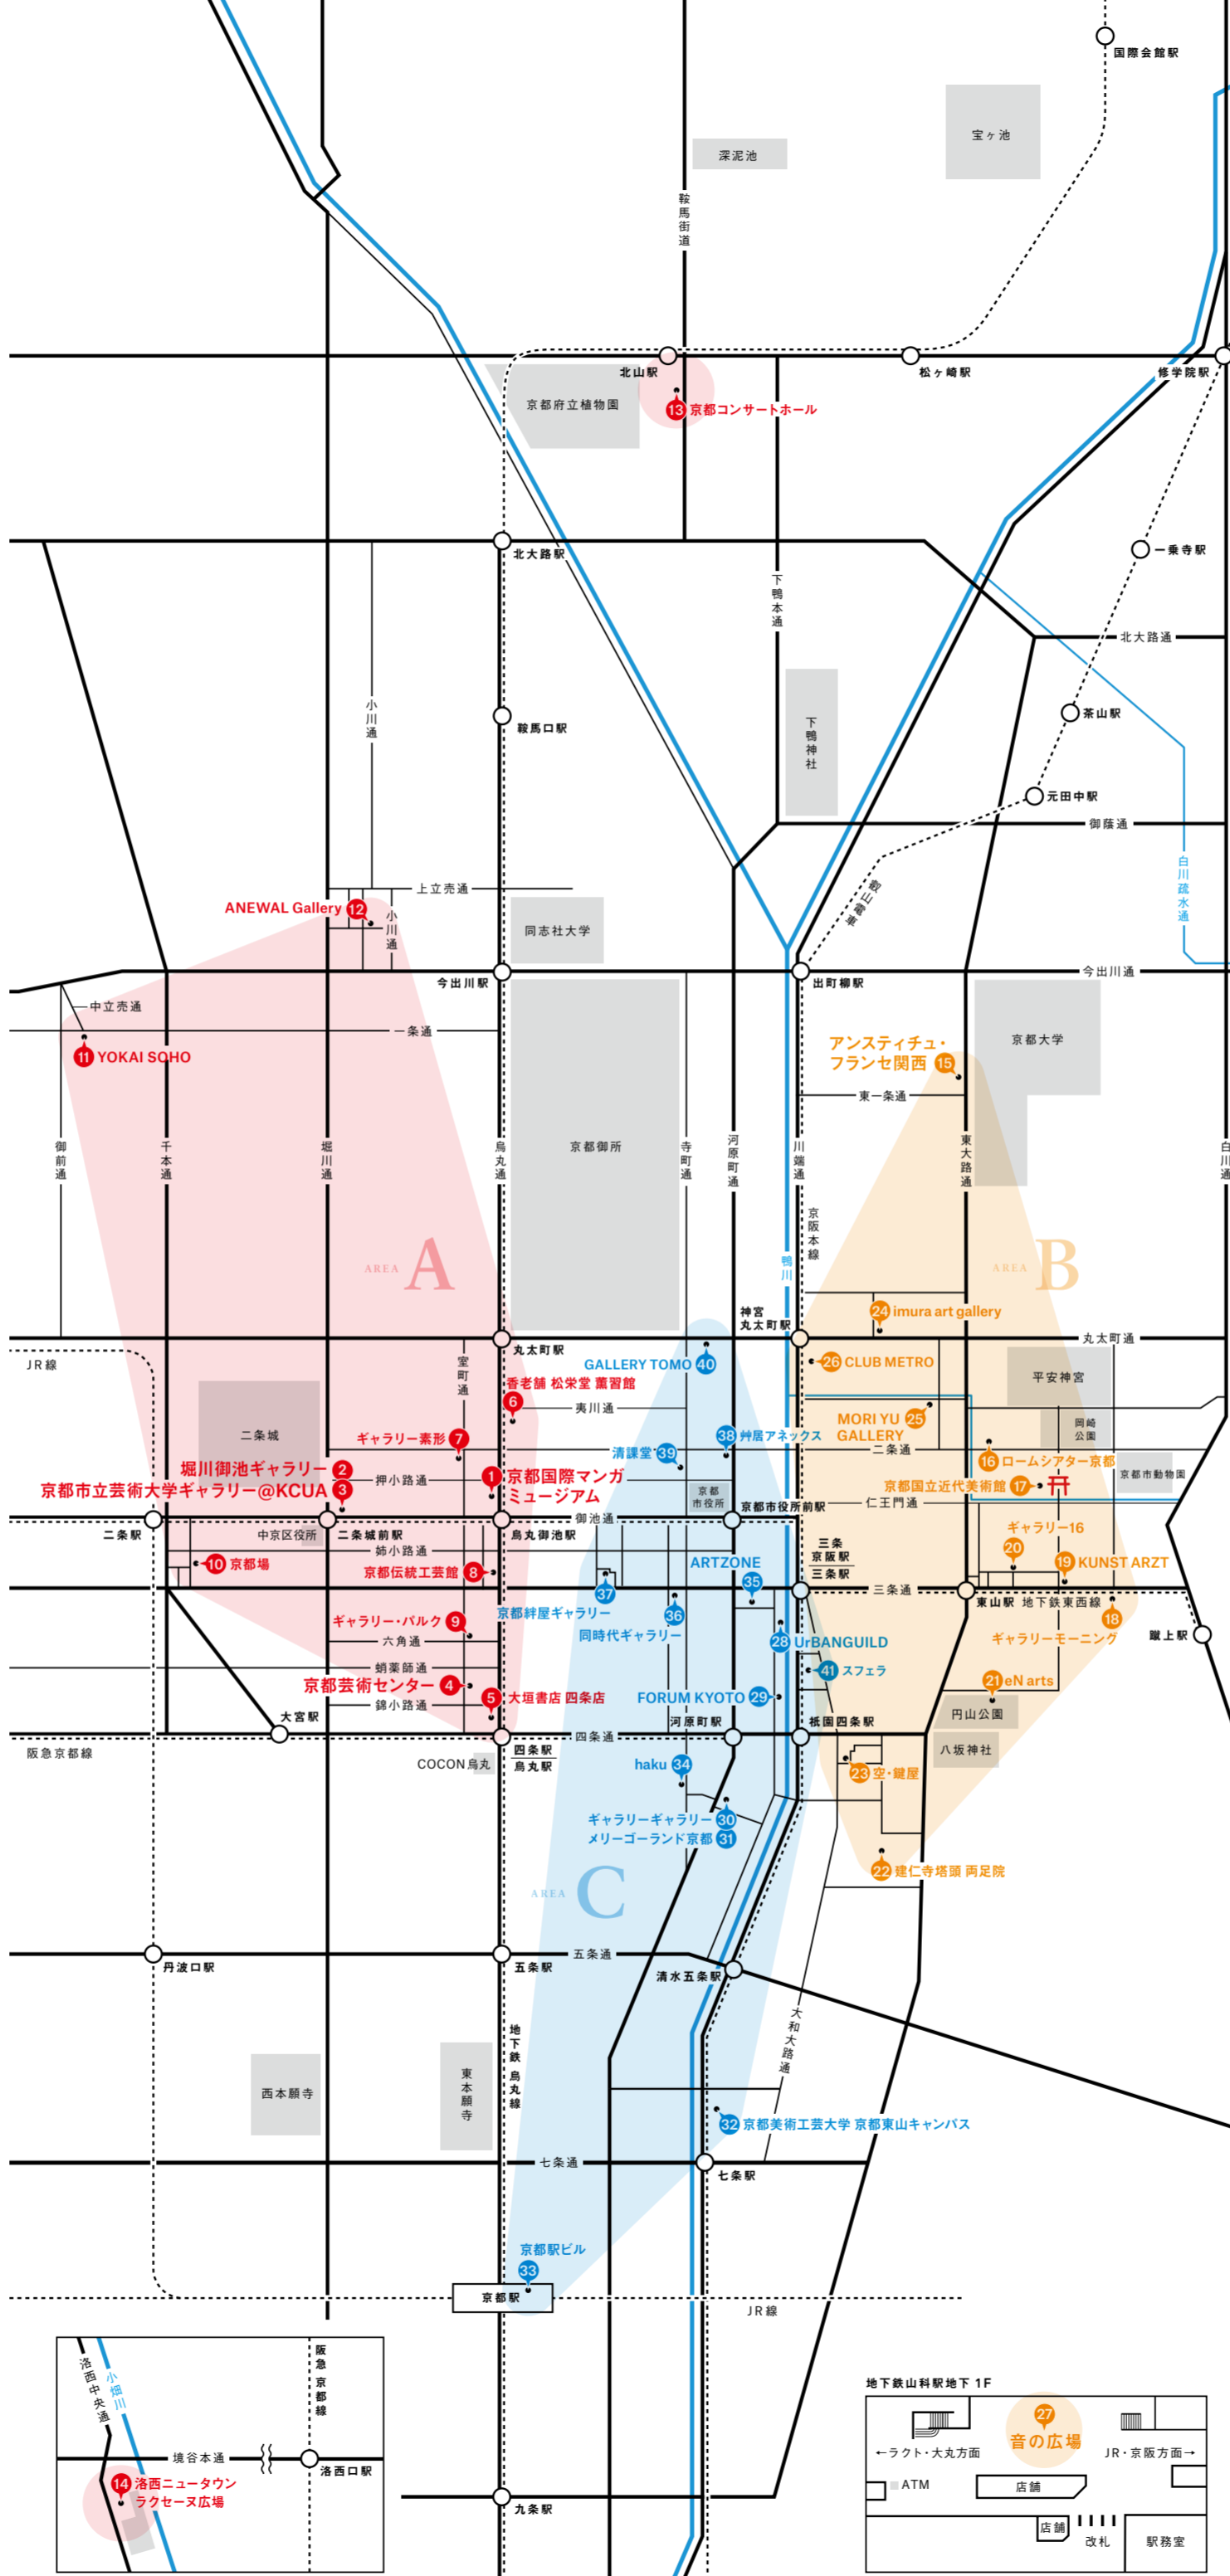 国際会館駅
宝ヶ池
深泥池
鞍馬街道
北山駅
松ヶ崎駅
修学院駅
京都府立植物園
13 京都コンサートホール
北大路駅
一乗寺駅
下鴨本通
北大路通
小川通
鞍馬口駅
下鴨神社
茶山駅
元田中駅
御蔭通
白川疏水通
叡山電車
上立売通
ANEWAL Gallery 12
小川通
同志社大学
今出川駅
出町柳駅
今出川通
中立売通
一条通
11 YOKAI SOHO
アンスティチュ・
フランセ関西 15
京都大学
東一条通
御前通
千本通
堀川通
烏丸通
京都御所
寺町通
河原町通
川端通
東大路通
白川通
京阪本線
鴨川
AREA A
AREA B
24 imura art gallery
神宮
丸太町駅
丸太町駅
丸太町通
JR線
室町通
GALLERY TOMO 40
26 CLUB METRO
平安神宮
香老舗 松栄堂 薫習館
6
夷川通
MORI YU 25
GALLERY
岡崎
公園
二条城
ギャラリー素形 7
38 艸居アネックス
清課堂 39
二条通
16 ロームシアター京都
堀川御池ギャラリー 2
押小路通
1 京都国際マンガ
ミュージアム
京都
市役所
京都国立近代美術館 17
京都市動物園
京都市立芸術大学ギャラリー@KCUA 3
京都市役所前駅
仁王門通
御池通
二条駅
中京区役所
二条城前駅
烏丸御池駅
姉小路通
10 京都場
京都伝統工芸館 8
ARTZONE
35
三条
京阪駅
三条駅
ギャラリー16
20
19 KUNST ARZT
三条通
37
京都絣屋ギャラリー
36
同時代ギャラリー
東山駅
地下鉄東西線
18
ギャラリーモーニング
蹴上駅
ギャラリー・パルク 9
六角通
28 UrBANGUILD
蛸薬師通
41 スフェラ
京都芸術センター 4
5 大垣書店 四条店
FORUM KYOTO 29
21 eN arts
錦小路通
円山公園
大宮駅
河原町駅
祇園四条駅
四条通
阪急京都線
COCON烏丸
四条駅
烏丸駅
八坂神社
haku 34
23 空・鍵屋
ギャラリーギャラリー 30
メリーゴーランド京都 31
22 建仁寺塔頭 両足院
AREA C
丹波口駅
五条駅
五条通
清水五条駅
大和大路通
地下鉄 烏丸線
西本願寺
東本願寺
32 京都美術工芸大学 京都東山キャンパス
七条通
七条駅
京都駅ビル
33
京都駅
JR線
洛西中央通
小畑川
阪急 京都線
境谷本通
洛西口駅
14 洛西ニュータウン
ラクセーヌ広場
九条駅
地下鉄山科駅地下 1F
27
音の広場
←ラクト・大丸方面
JR・京阪方面→
ATM
店舗
店舗
改札
駅務室